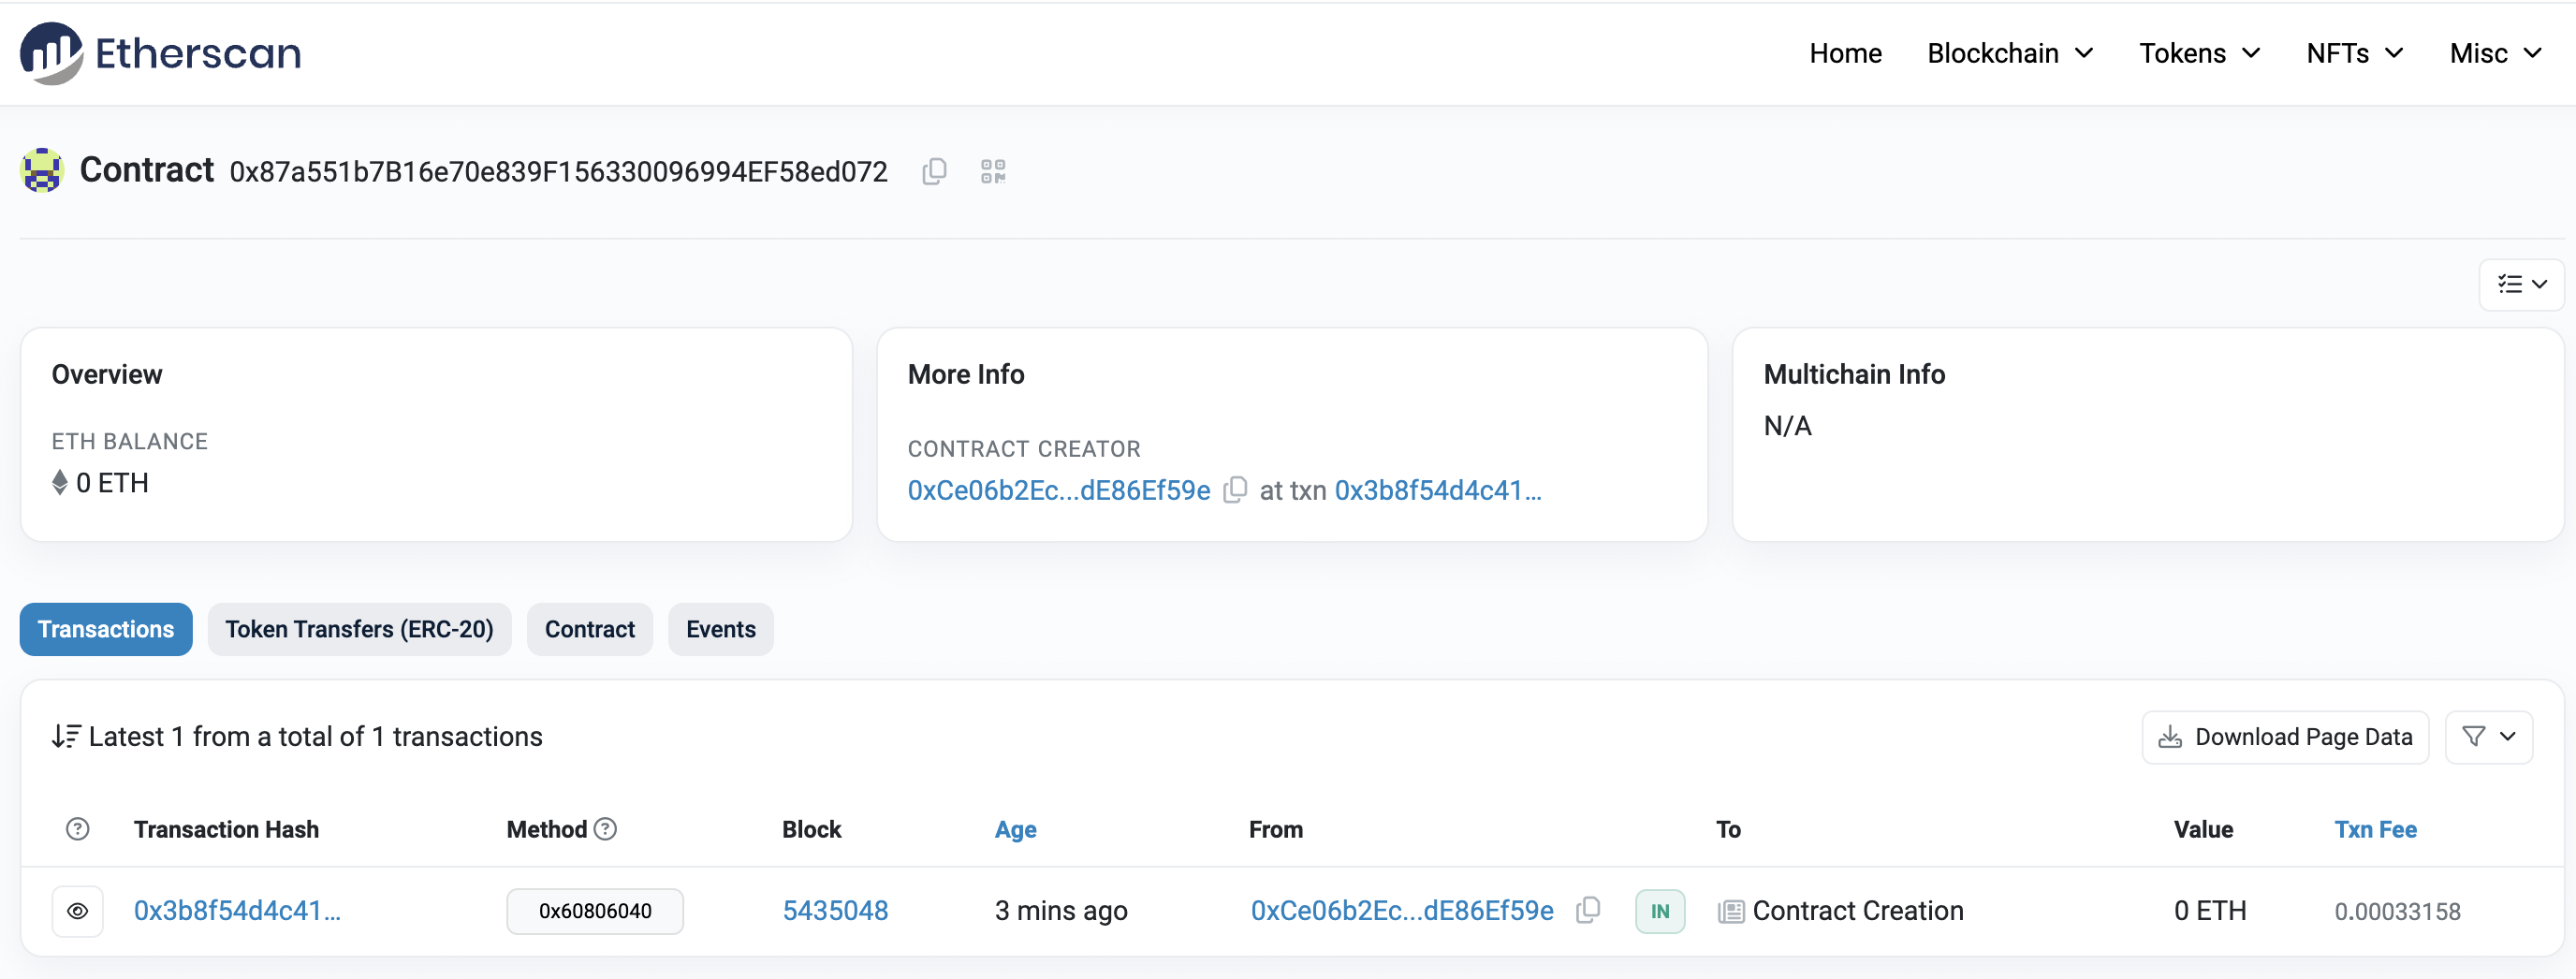 Etherscan
Home Blockchain Tokens NFTs Misc
Contract 0x87a551b7B16e70e839F156330096994EF58ed072
Overview
ETH BALANCE
0 ETH
More Info
CONTRACT CREATOR
0xCe06b2Ec...dE86Ef59e at txn 0x3b8f54d4c41...
Multichain Info
N/A
Transactions Token Transfers (ERC-20) Contract Events
Latest 1 from a total of 1 transactions
Download Page Data
Transaction Hash Method Block Age From To Value Txn Fee
0x3b8f54d4c41... 0x60806040 5435048 3 mins ago 0xCe06b2Ec...dE86Ef59e IN Contract Creation 0 ETH 0.00033158